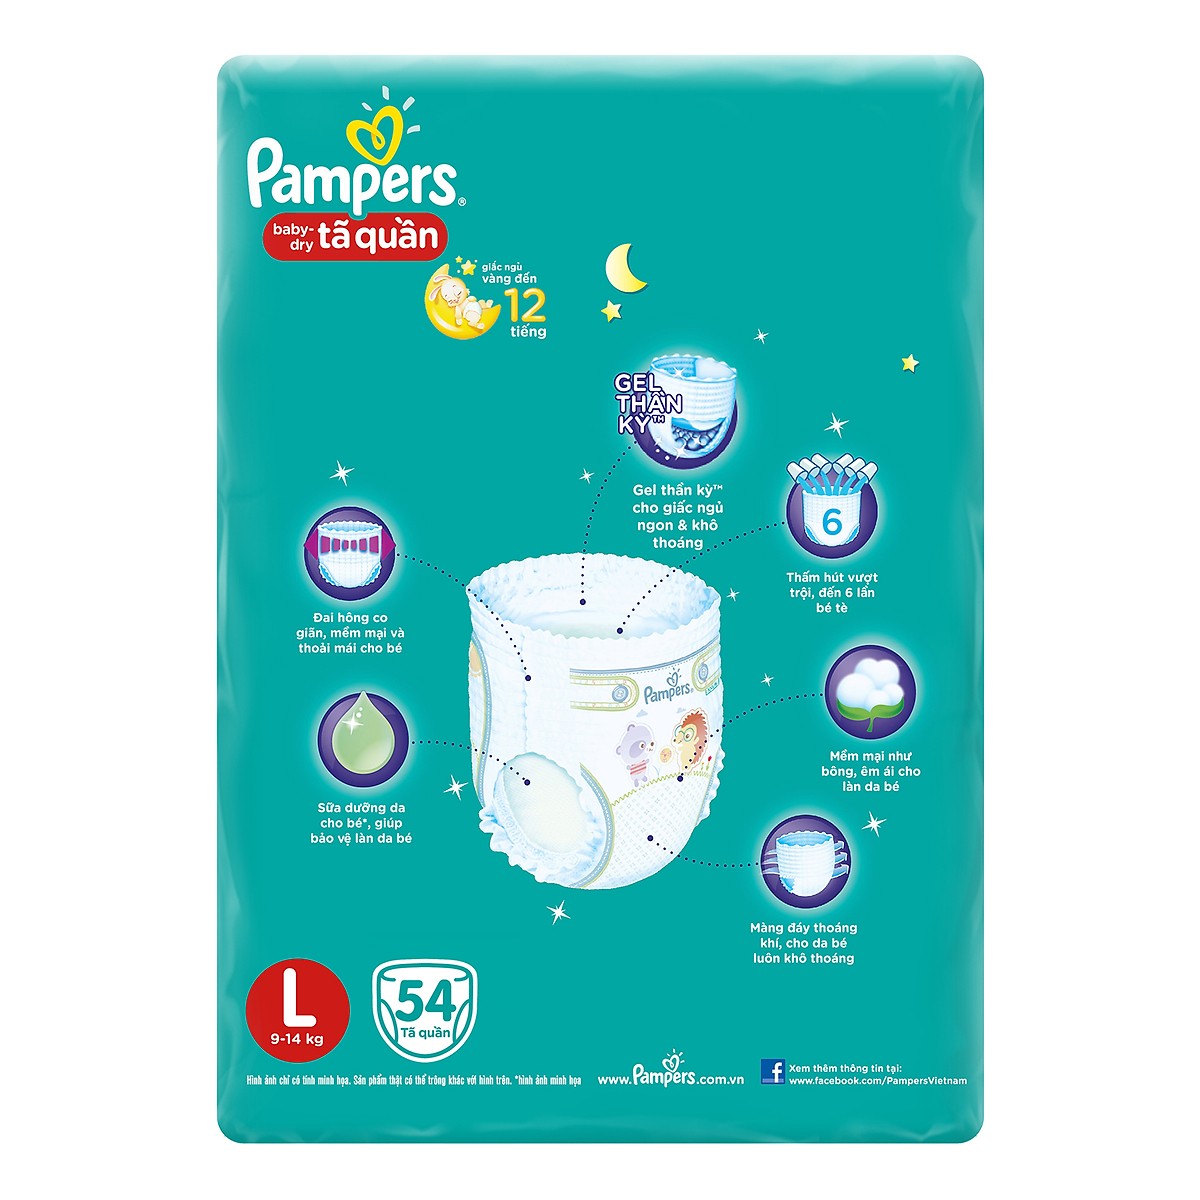 Pampers®
baby-dry tã quần
giấc ngủ
vàng đến
12
tiếng
GEL
THẦN
KỲ™
Gel thần kỳ™
cho giấc ngủ
ngon & khô
thoáng
6
Thấm hút vượt
trội, đến 6 lần
bé tè
Đai hông co
giãn, mềm mại và
thoải mái cho bé
Pampers
Mềm mại như
bông, êm ái cho
làn da bé
Sữa dưỡng da
cho bé*, giúp
bảo vệ làn da bé
Màng đáy thoáng
khí, cho da bé
luôn khô thoáng
L
9-14 kg
54
Tã quần
Hình ảnh chỉ có tính minh họa. Sản phẩm thật có thể trông khác với hình trên. *hình ảnh minh họa
www.Pampers.com.vn
f
Xem thêm thông tin tại:
www.facebook.com/PampersVietnam